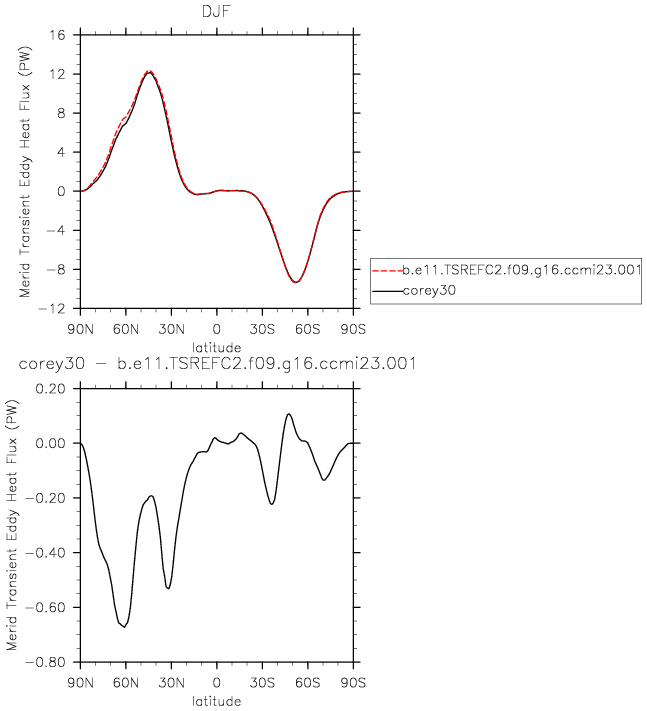 DJF
Merid Transient Eddy Heat Flux (PW)
16
12
8
4
0
−4
−8
−12
90N 60N 30N 0 30S 60S 90S
latitude
b.e11.TSREFC2.f09.g16.ccmi23.001
corey30
corey30 − b.e11.TSREFC2.f09.g16.ccmi23.001
Merid Transient Eddy Heat Flux (PW)
0.20
0.00
−0.20
−0.40
−0.60
−0.80
90N 60N 30N 0 30S 60S 90S
latitude